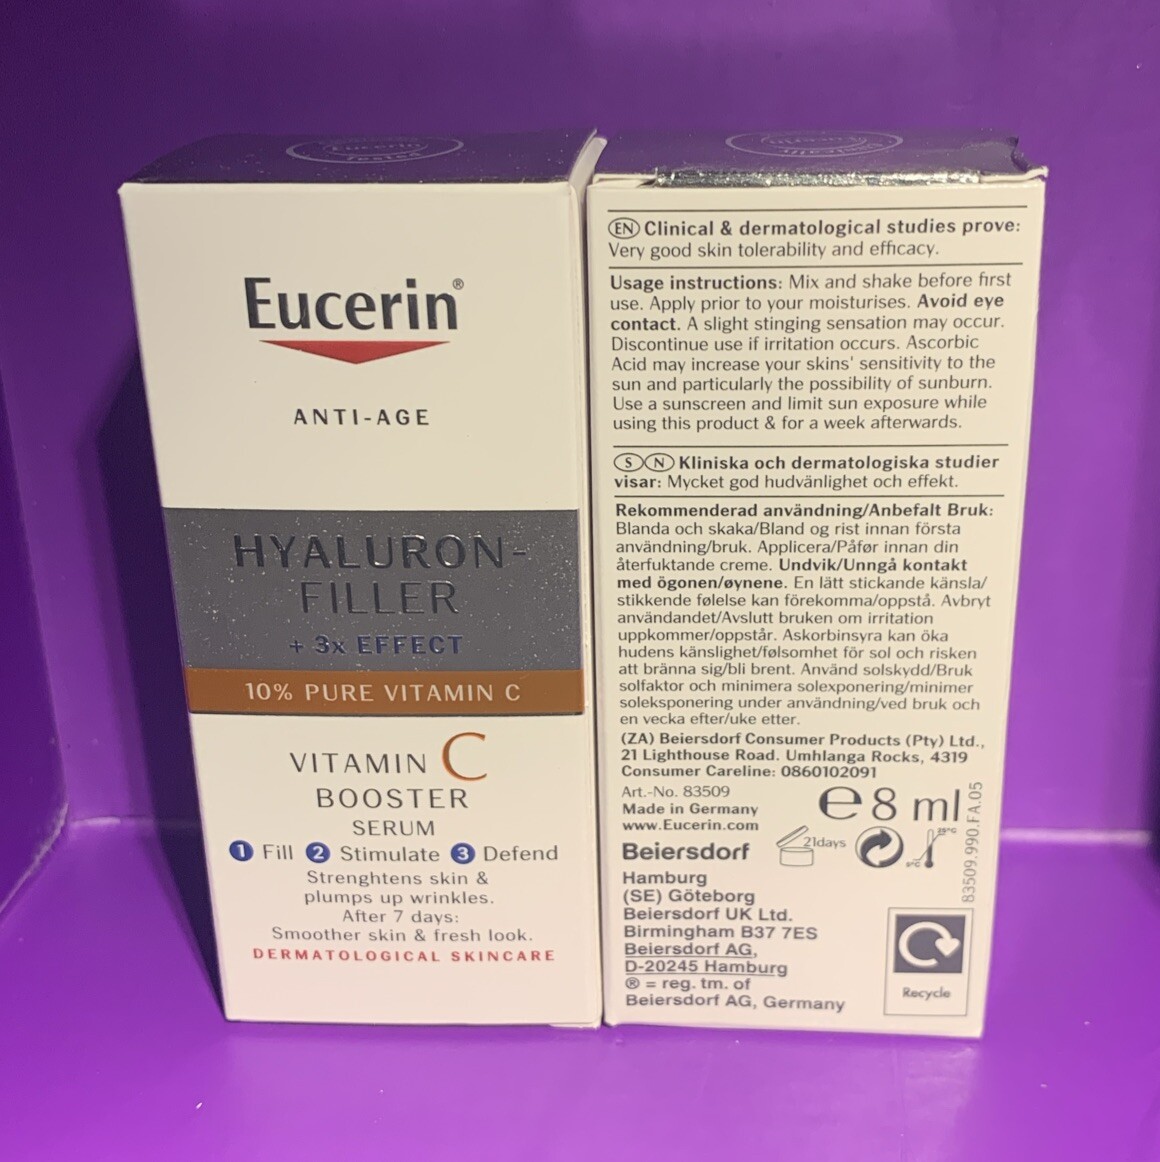 Eucerin
Tested
Eucerin®
ANTI-AGE
HYALURON-
FILLER
+ 3x EFFECT
10% PURE VITAMIN C
VITAMIN C
BOOSTER
SERUM
1 Fill 2 Stimulate 3 Defend
Strenghtens skin &
plumps up wrinkles.
After 7 days:
Smoother skin & fresh look.
DERMATOLOGICAL SKINCARE
EN Clinical & dermatological studies prove:
Very good skin tolerability and efficacy.
Usage instructions: Mix and shake before first
use. Apply prior to your moisturises. Avoid eye
contact. A slight stinging sensation may occur.
Discontinue use if irritation occurs. Ascorbic
Acid may increase your skins' sensitivity to the
sun and particularly the possibility of sunburn.
Use a sunscreen and limit sun exposure while
using this product & for a week afterwards.
S N Kliniska och dermatologiska studier
visar: Mycket god hudvänlighet och effekt.
Rekommenderad användning/Anbefalt Bruk:
Blanda och skaka/Bland og rist innan första
användning/bruk. Applicera/Påfør innan din
återfuktande creme. Undvik/Unngå kontakt
med ögonen/øynene. En lätt stickande känsla/
stikkende følelse kan förekomma/oppstå. Avbryt
användandet/Avslutt bruken om irritation
uppkommer/oppstår. Askorbinsyra kan öka
hudens känslighet/følsomhet för sol och risken
att bränna sig/bli brent. Använd solskydd/Bruk
solfaktor och minimera solexponering/minimer
soleksponering under användning/ved bruk och
en vecka efter/uke etter.
(ZA) Beiersdorf Consumer Products (Pty) Ltd.,
21 Lighthouse Road. Umhlanga Rocks, 4319
Consumer Careline: 0860102091
Art.-No. 83509
Made in Germany
www.Eucerin.com
℮ 8 ml
21days
25°C
5°C
83509.990.FA.05
Beiersdorf
Hamburg
(SE) Göteborg
Beiersdorf UK Ltd.
Birmingham B37 7ES
Beiersdorf AG,
D-20245 Hamburg
® = reg. tm. of
Beiersdorf AG, Germany
Recycle